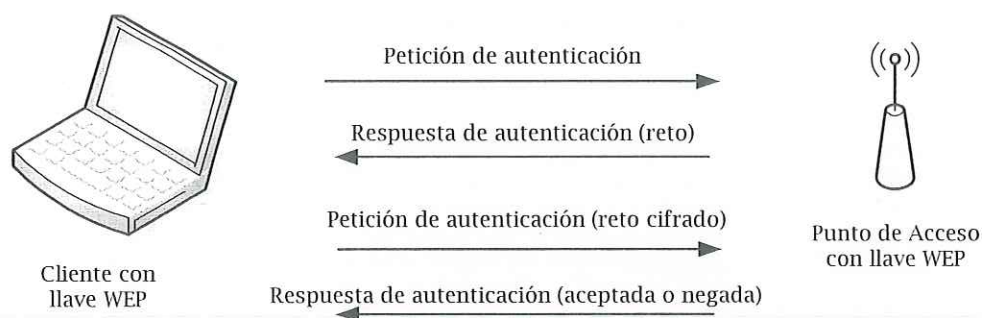 Petición de autenticación
Respuesta de autenticación (reto)
Petición de autenticación (reto cifrado)
Punto de Acceso
con llave WEP
Cliente con
llave WEP
Respuesta de autenticación (aceptada o negada)